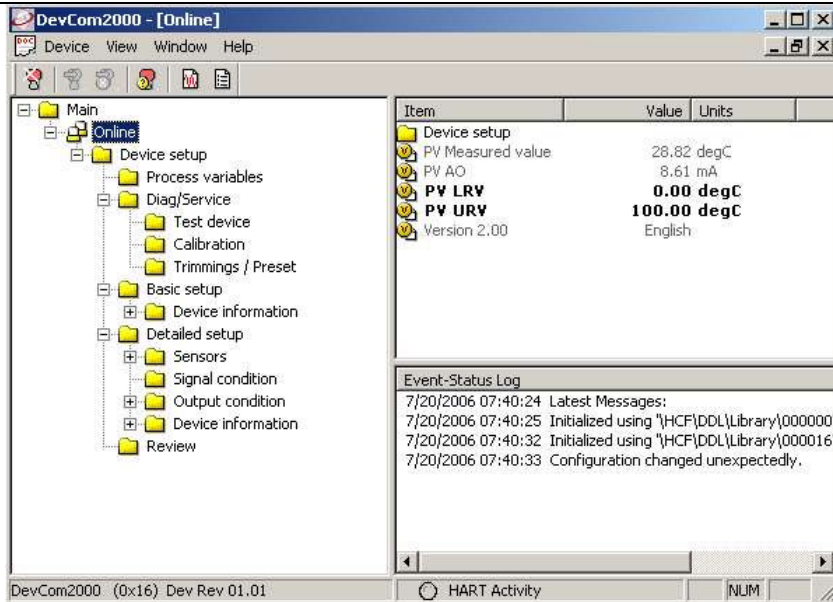 DevCom2000 - [Online]
Device View Window Help
Main
Online
Device setup
Process variables
Diag/Service
Test device
Calibration
Trimmings / Preset
Basic setup
Device information
Detailed setup
Sensors
Signal condition
Output condition
Device information
Review
Item Value Units
Device setup
PV Measured value 28.82 degC
PV AO 8.61 mA
PV LRV 0.00 degC
PV URV 100.00 degC
Version 2.00 English
Event-Status Log
7/20/2006 07:40:24 Latest Messages:
7/20/2006 07:40:25 Initialized using "\HCF\DDL\Library\000000
7/20/2006 07:40:32 Initialized using "\HCF\DDL\Library\000016
7/20/2006 07:40:33 Configuration changed unexpectedly.
DevCom2000 (0x16) Dev Rev 01.01 HART Activity NUM